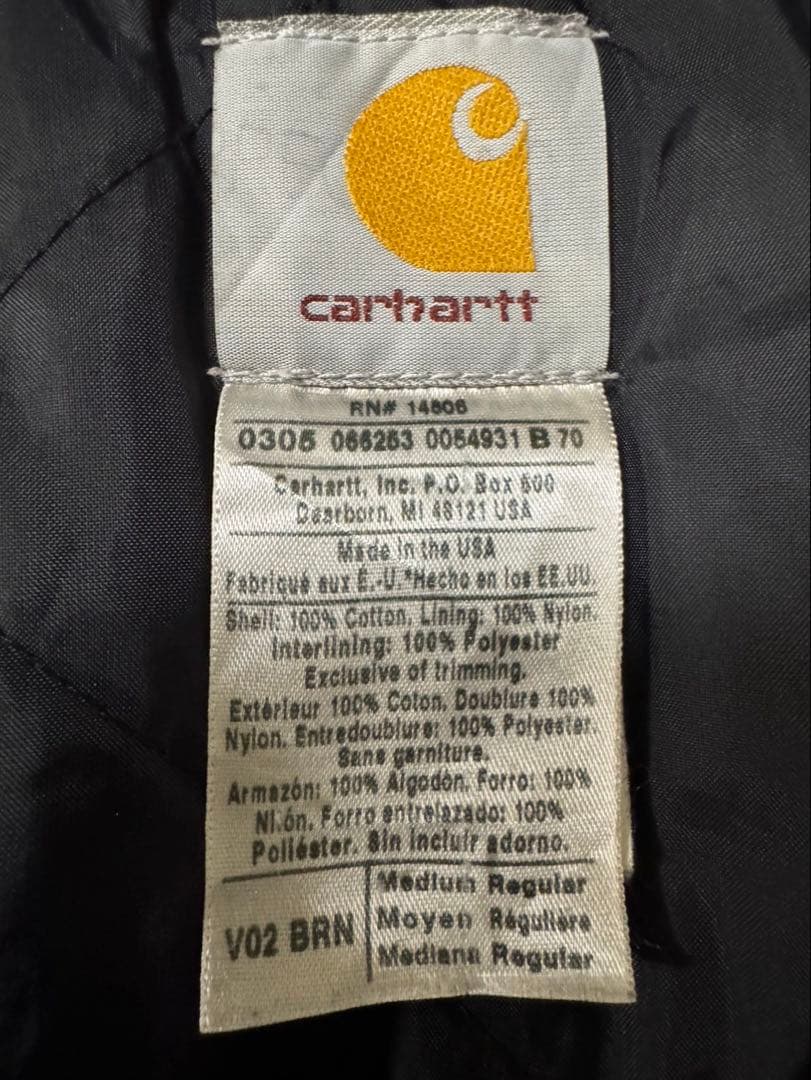 carhartt
RN# 14806
0305 066253 0054931 B 70
Carhartt, Inc. P.O. Box 600
Dearborn, MI 48121 USA
Made in the USA
Fabriqué aux É.-U.*Hecho en los EE.UU.
Shell: 100% Cotton. Lining: 100% Nylon.
Interlining: 100% Polyester
Exclusive of trimming.
Extérieur 100% Coton. Doublure 100%
Nylon. Entredoublure: 100% Polyester.
Sans garniture.
Armazón: 100% Algodón. Forro: 100%
Nilón. Forro entrelazado: 100%
Poliéster. Sin incluir adorno.
V02 BRN
Medium Regular
Moyen Régulière
Mediana Regular